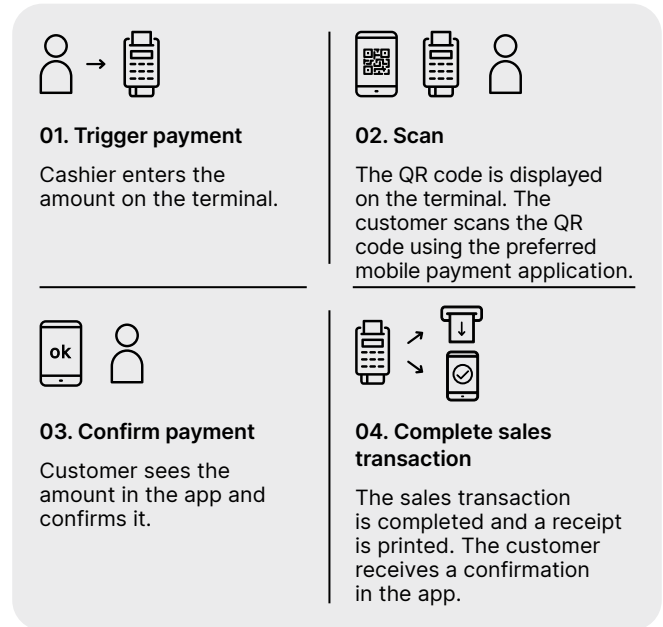 01. Trigger payment
Cashier enters the
amount on the terminal.
02. Scan
The QR code is displayed
on the terminal. The
customer scans the QR
code using the preferred
mobile payment application.
ok
03. Confirm payment
Customer sees the
amount in the app and
confirms it.
04. Complete sales
transaction
The sales transaction
is completed and a receipt
is printed. The customer
receives a confirmation
in the app.